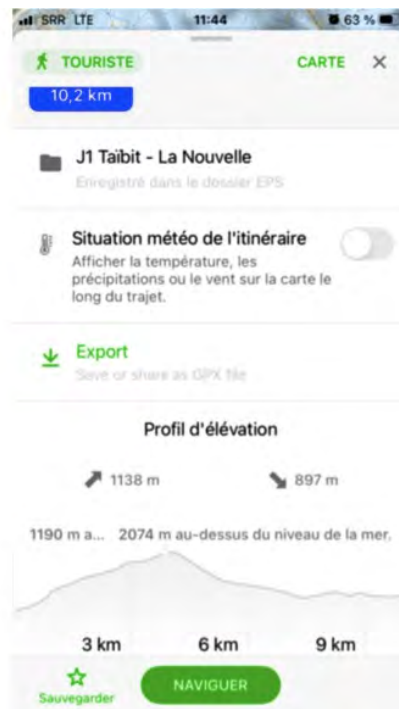 SRR LTE 11:44 63 %
TOURISTE CARTE X
10,2 km
J1 Taïbit - La Nouvelle
Enregistré dans le dossier EPS
Situation météo de l'itinéraire
Afficher la température, les
précipitations ou le vent sur la carte le
long du trajet.
Export
Save or share as GPX file
Profil d'élévation
1138 m 897 m
1190 m a... 2074 m au-dessus du niveau de la mer.
3 km 6 km 9 km
Sauvegarder NAVIGUER